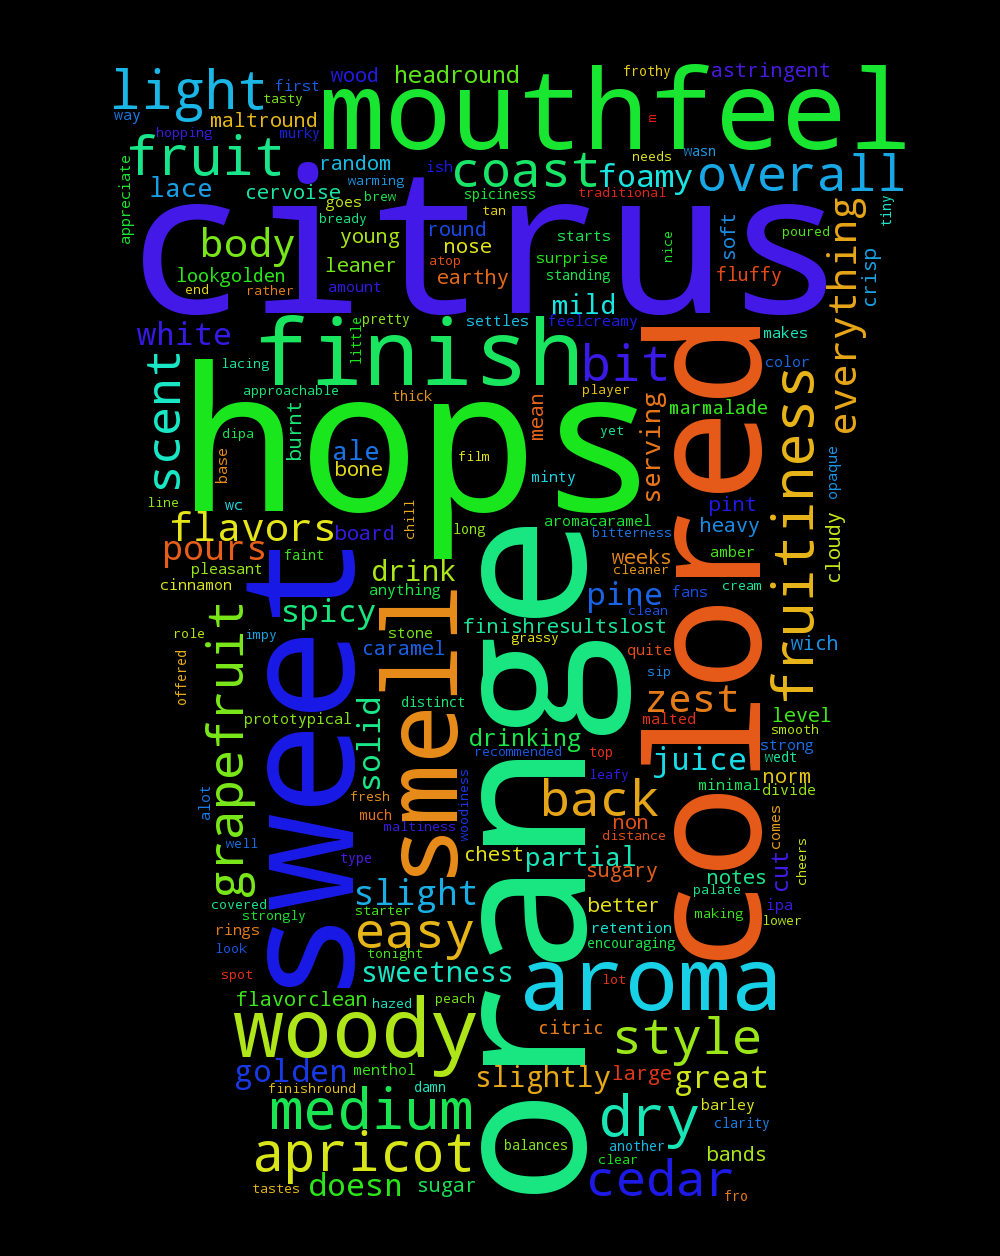 wood headround frothy astringent
light first tasty mouthfeel
way maltround in
hopping murky
fruit random coast needs wasn overall
appreciate lace warming ish foamy
cervoise brew spiciness traditional tiny
goes tan
citrus
bready
body young round nose starts nice soft poured everything
lookgolden leaner atop surprise crisp
end rather amount earthy standing fluffy
mild
white little pretty settles feelcreamy makes
finish
scent lacing bit color
approachable thick player
hops burnt mean serving marmalade fruitiness
dipa yet
base ale bone film minty opaque
line wc chill pint
flavors board long aromacaramel bitterness heavy cloudy
pours faint weeks amber
pleasant drink cleaner
cinnamon anything pine fans cream
sweet spicy smell orange colored
role impy stone grassy clean
finishresultslost
caramel quite wich
offered grapefruit sip
solid distinct zest
prototypical malted level
drinking smooth
recommended top juice strong
wedt
leafy norm
alot fresh woodiness back minimal divide
much non
well maltiness distance comes
type chest partial cut cheers
sugary notes
slight palate
covered starter better ipa
strongly making lower
rings easy retention
look tonight encouraging
spot sweetness lot
aroma
flavorclean hazed peach
woody citric style
golden menthol slightly large great
finishround damn
medium dry barley
clarity
apricot balances another bands
clear
tastes doesn sugar cedar
fro